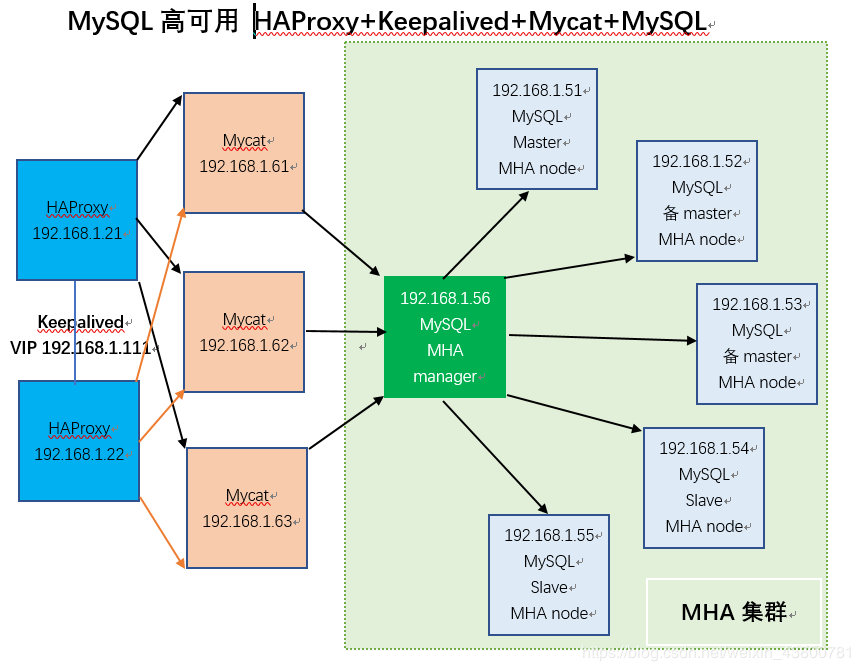 MySQL 高可用 HAProxy+Keepalived+Mycat+MySQL
HAProxy
192.168.1.21
Keepalived
VIP 192.168.1.111
HAProxy
192.168.1.22
Mycat
192.168.1.61
Mycat
192.168.1.62
Mycat
192.168.1.63
192.168.1.56
MySQL
MHA
manager
192.168.1.51
MySQL
Master
MHA node
192.168.1.52
MySQL
备 master
MHA node
192.168.1.53
MySQL
备 master
MHA node
192.168.1.54
MySQL
Slave
MHA node
192.168.1.55
MySQL
Slave
MHA node
MHA 集群
https://blog.csdn.net/weixin_43800781